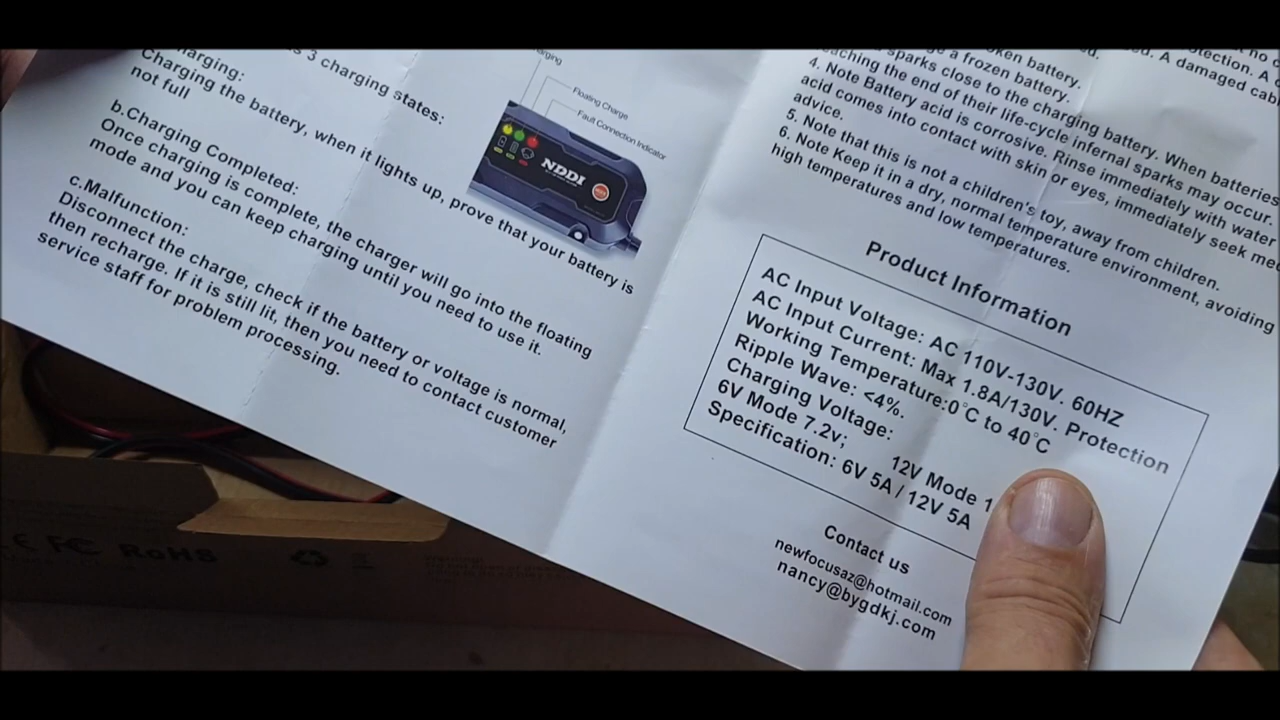 3 charging states:
Charging the battery, when it lights up, prove that your battery is
not full
b.Charging Completed:
Once charging is complete, the charger will go into the floating
mode and you can keep charging until you need to use it.
c.Malfunction:
Disconnect the charge, check if the battery or voltage is normal,
then recharge. If it is still lit, then you need to contact customer
service staff for problem processing.
Floating Charge
Fault Connection Indicator
NDDI
a frozen battery.
sparks close to the charging battery. When batteries
the end of their life-cycle infernal sparks may occur.
4. Note Battery acid is corrosive. Rinse immediately with water
acid comes into contact with skin or eyes, immediately seek
advice.
5. Note that this is not a children's toy, away from children.
6. Note Keep it in a dry, normal temperature environment, avoiding
high temperatures and low temperatures.
Product Information
AC Input Voltage: AC 110V-130V. 60HZ
AC Input Current: Max 1.8A/130V. Protection
Working Temperature:0°C to 40°C
Ripple Wave: <4%.
Charging Voltage:
6V Mode 7.2v; 12V Mode
Specification: 6V 5A / 12V 5A
Contact us
newfocusaz@hotmail.com
nancy@bygdkj.com
CE FC RoHS